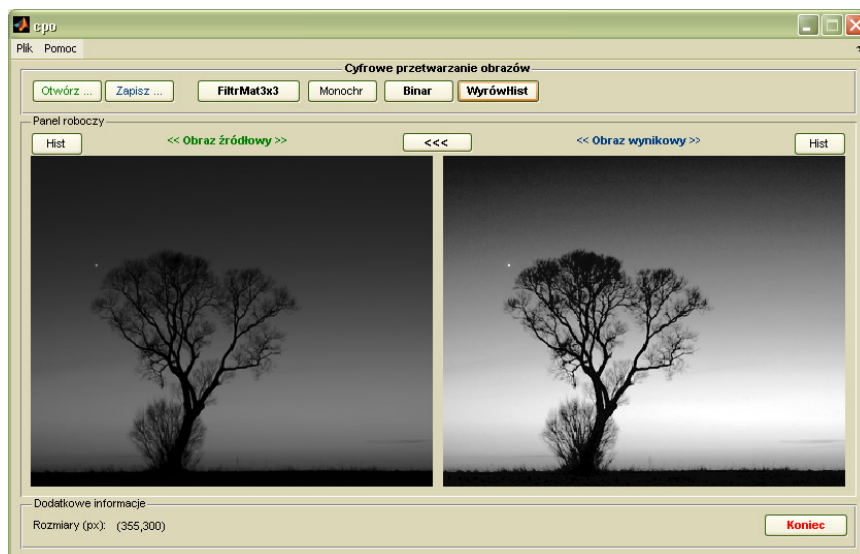 cpo
Plik Pomoc
Cyfrowe przetwarzanie obrazów
Otwórz ... Zapisz ... FiltrMat3x3 Monochr Binar WyrówHist
Panel roboczy
Hist << Obraz źródłowy >> <<< << Obraz wynikowy >> Hist
Dodatkowe informacje
Rozmiary (px): (355,300) Koniec